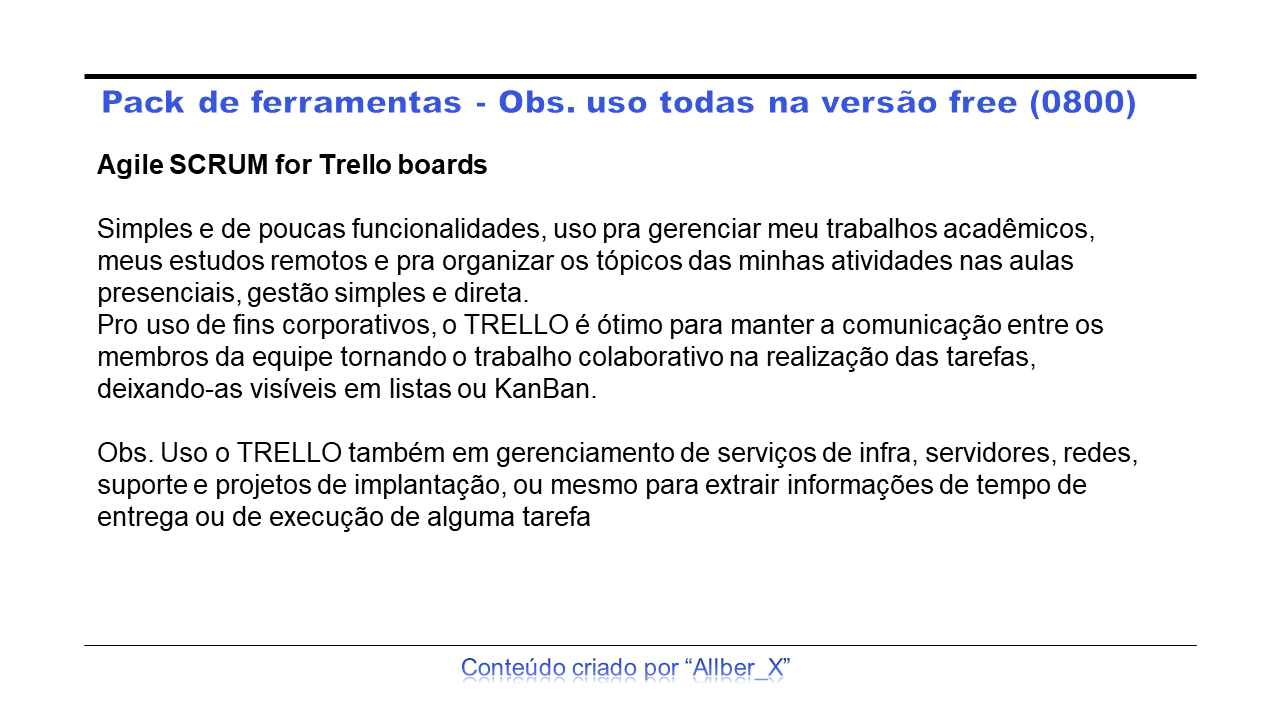 Pack de ferramentas - Obs. uso todas na versão free (0800)
Agile SCRUM for Trello boards
Simples e de poucas funcionalidades, uso pra gerenciar meu trabalhos acadêmicos,
meus estudos remotos e pra organizar os tópicos das minhas atividades nas aulas
presenciais, gestão simples e direta.
Pro uso de fins corporativos, o TRELLO é ótimo para manter a comunicação entre os
membros da equipe tornando o trabalho colaborativo na realização das tarefas,
deixando-as visíveis em listas ou KanBan.
Obs. Uso o TRELLO também em gerenciamento de serviços de infra, servidores, redes,
suporte e projetos de implantação, ou mesmo para extrair informações de tempo de
entrega ou de execução de alguma tarefa
Conteúdo criado por “Allber_X”